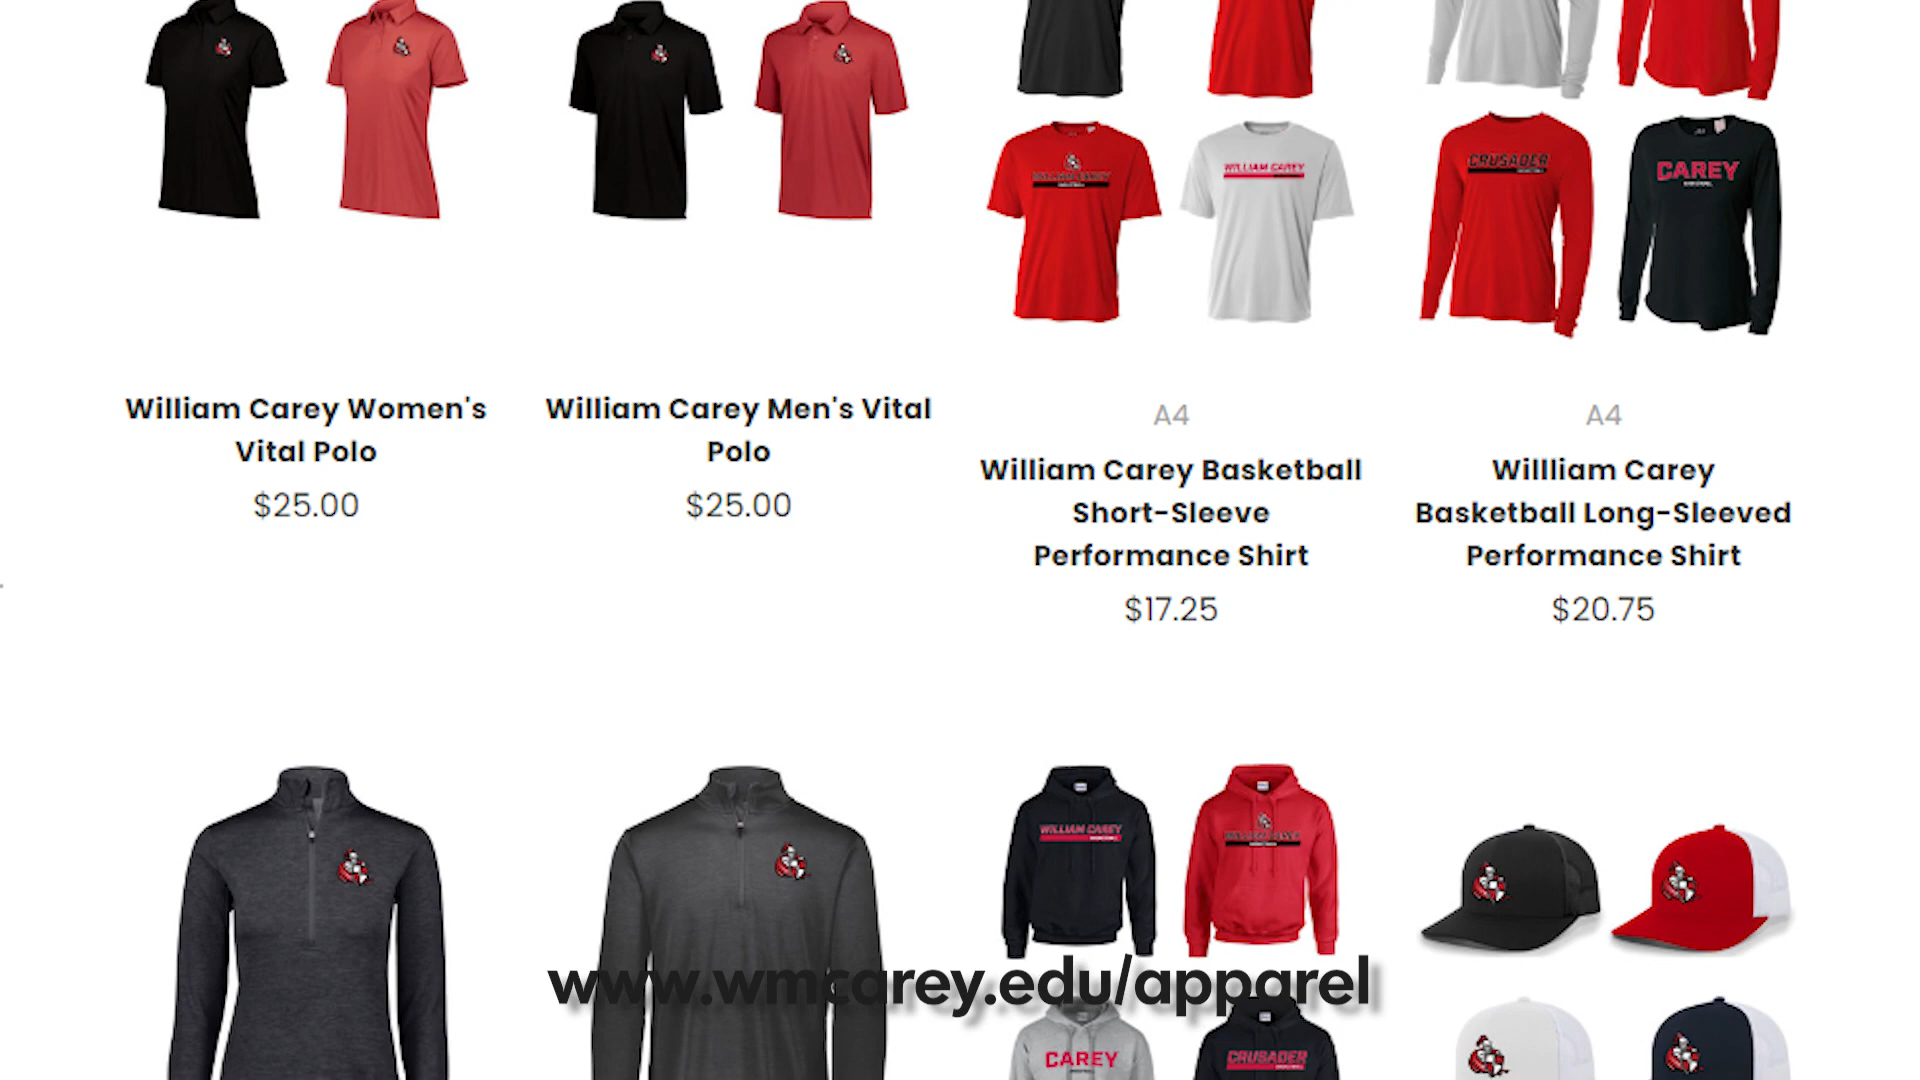 WILLIAM CAREY
CRUSADER
CAREY
William Carey Women's
Vital Polo
$25.00
William Carey Men's Vital
Polo
$25.00
A4
William Carey Basketball
Short-Sleeve
Performance Shirt
$17.25
A4
Willliam Carey
Basketball Long-Sleeved
Performance Shirt
$20.75
WILLIAM CAREY
www.wmcarey.edu/apparel
CAREY
CRUSADER